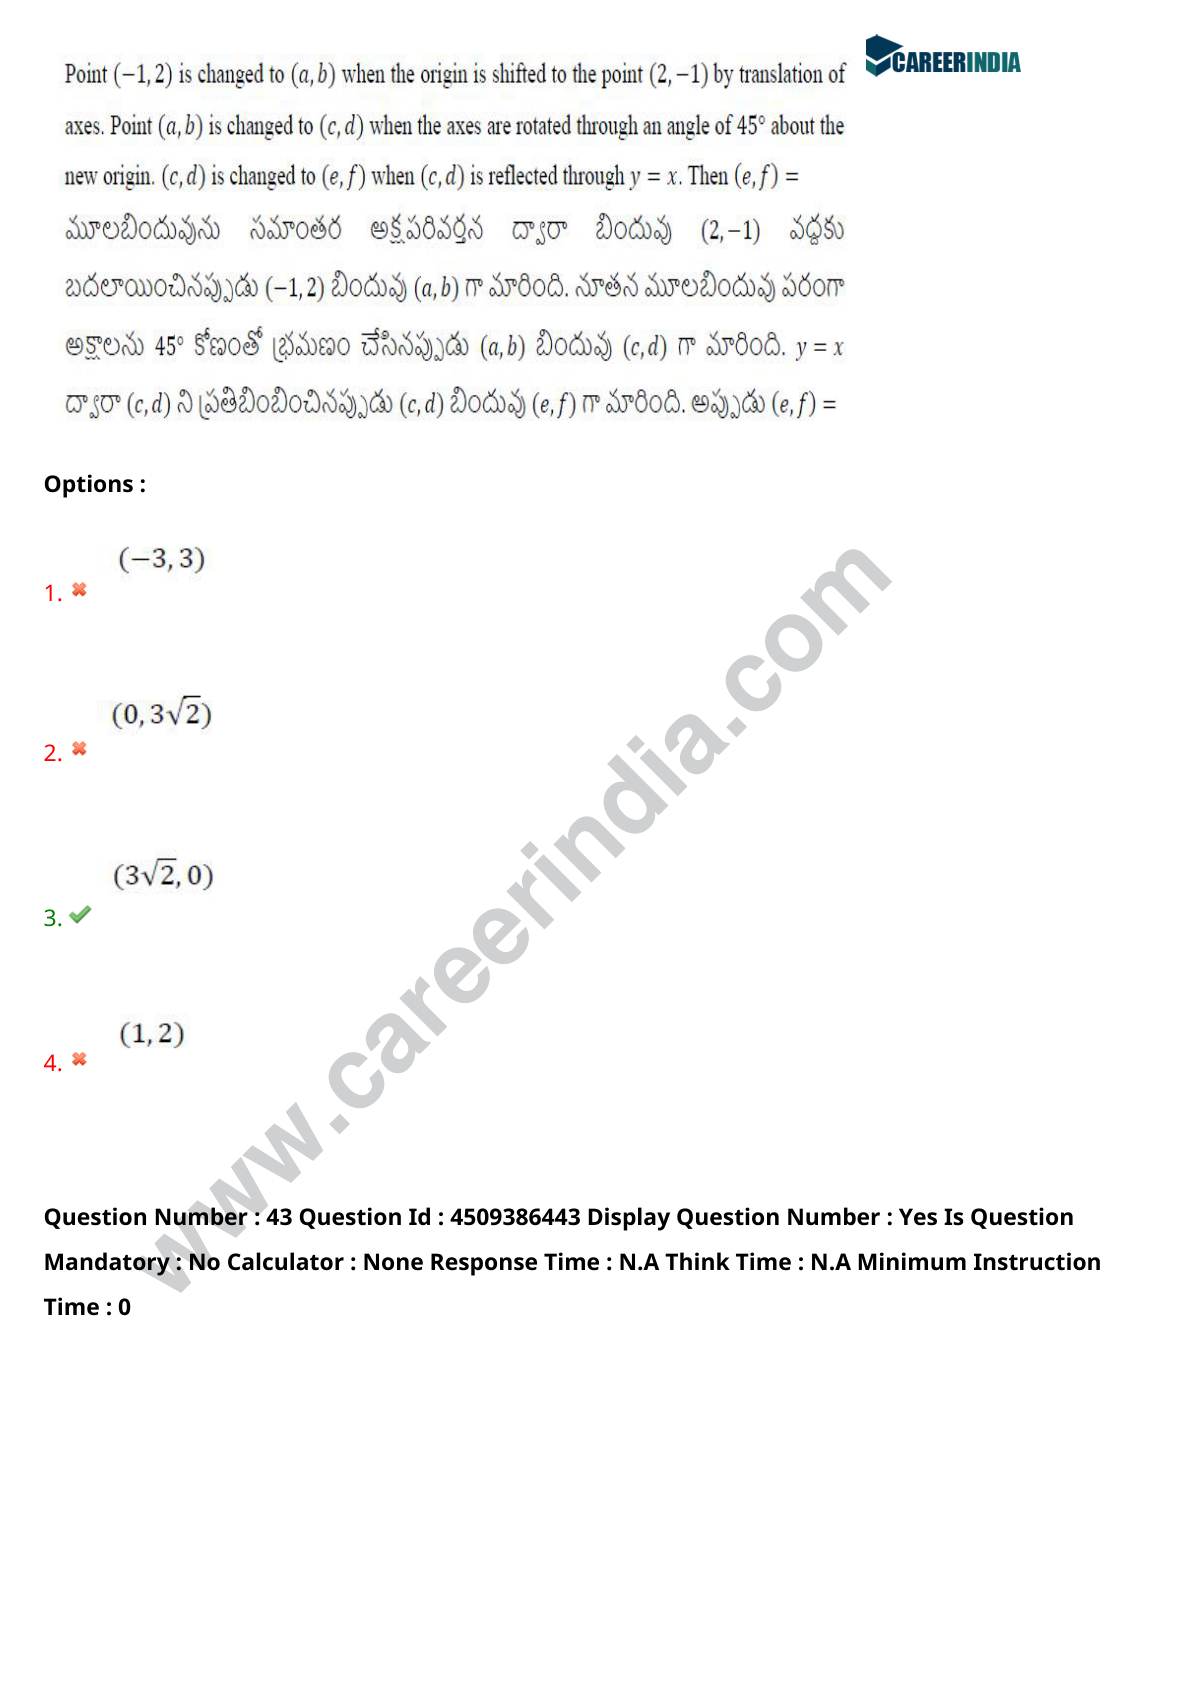 CAREERINDIA
Point (−1, 2) is changed to (a, b) when the origin is shifted to the point (2, −1) by translation of
axes. Point (a, b) is changed to (c, d) when the axes are rotated through an angle of 45° about the
new origin. (c, d) is changed to (e, f) when (c, d) is reflected through y = x. Then (e, f) =
మూలబిందువును సమాంతర అక్షపరివర్తన ద్వారా బిందువు (2, −1) వద్దకు
బదలాయించినప్పుడు (−1, 2) బిందువు (a, b) గా మారింది. నూతన మూలబిందువు పరంగా
అక్షాలను 45° కోణంతో భ్రమణం చేసినప్పుడు (a, b) బిందువు (c, d) గా మారింది. y = x
ద్వారా (c, d) ని ప్రతిబింబించినప్పుడు (c, d) బిందువు (e, f) గా మారింది. అప్పుడు (e, f) =
Options :
(−3, 3)
1.
(0, 3√2)
2.
(3√2, 0)
3.
(1, 2)
4.
www.careerindia.com
Question Number : 43 Question Id : 4509386443 Display Question Number : Yes Is Question
Mandatory : No Calculator : None Response Time : N.A Think Time : N.A Minimum Instruction
Time : 0